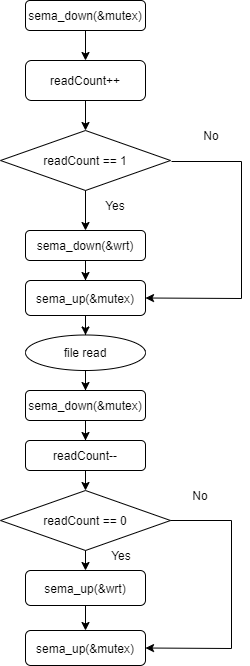 sema_down(&mutex)
readCount++
readCount == 1
No
Yes
sema_down(&wrt)
sema_up(&mutex)
file read
sema_down(&mutex)
readCount--
readCount == 0
No
Yes
sema_up(&wrt)
sema_up(&mutex)